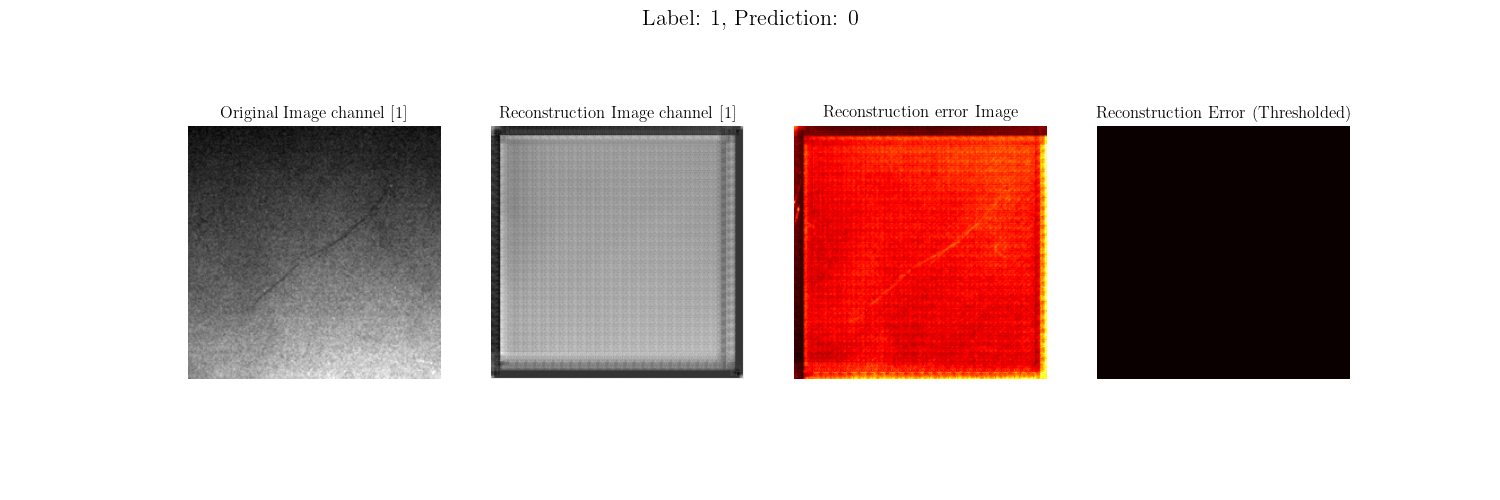 Label: 1, Prediction: 0
Original Image channel [1]
Reconstruction Image channel [1]
Reconstruction error Image
Reconstruction Error (Thresholded)